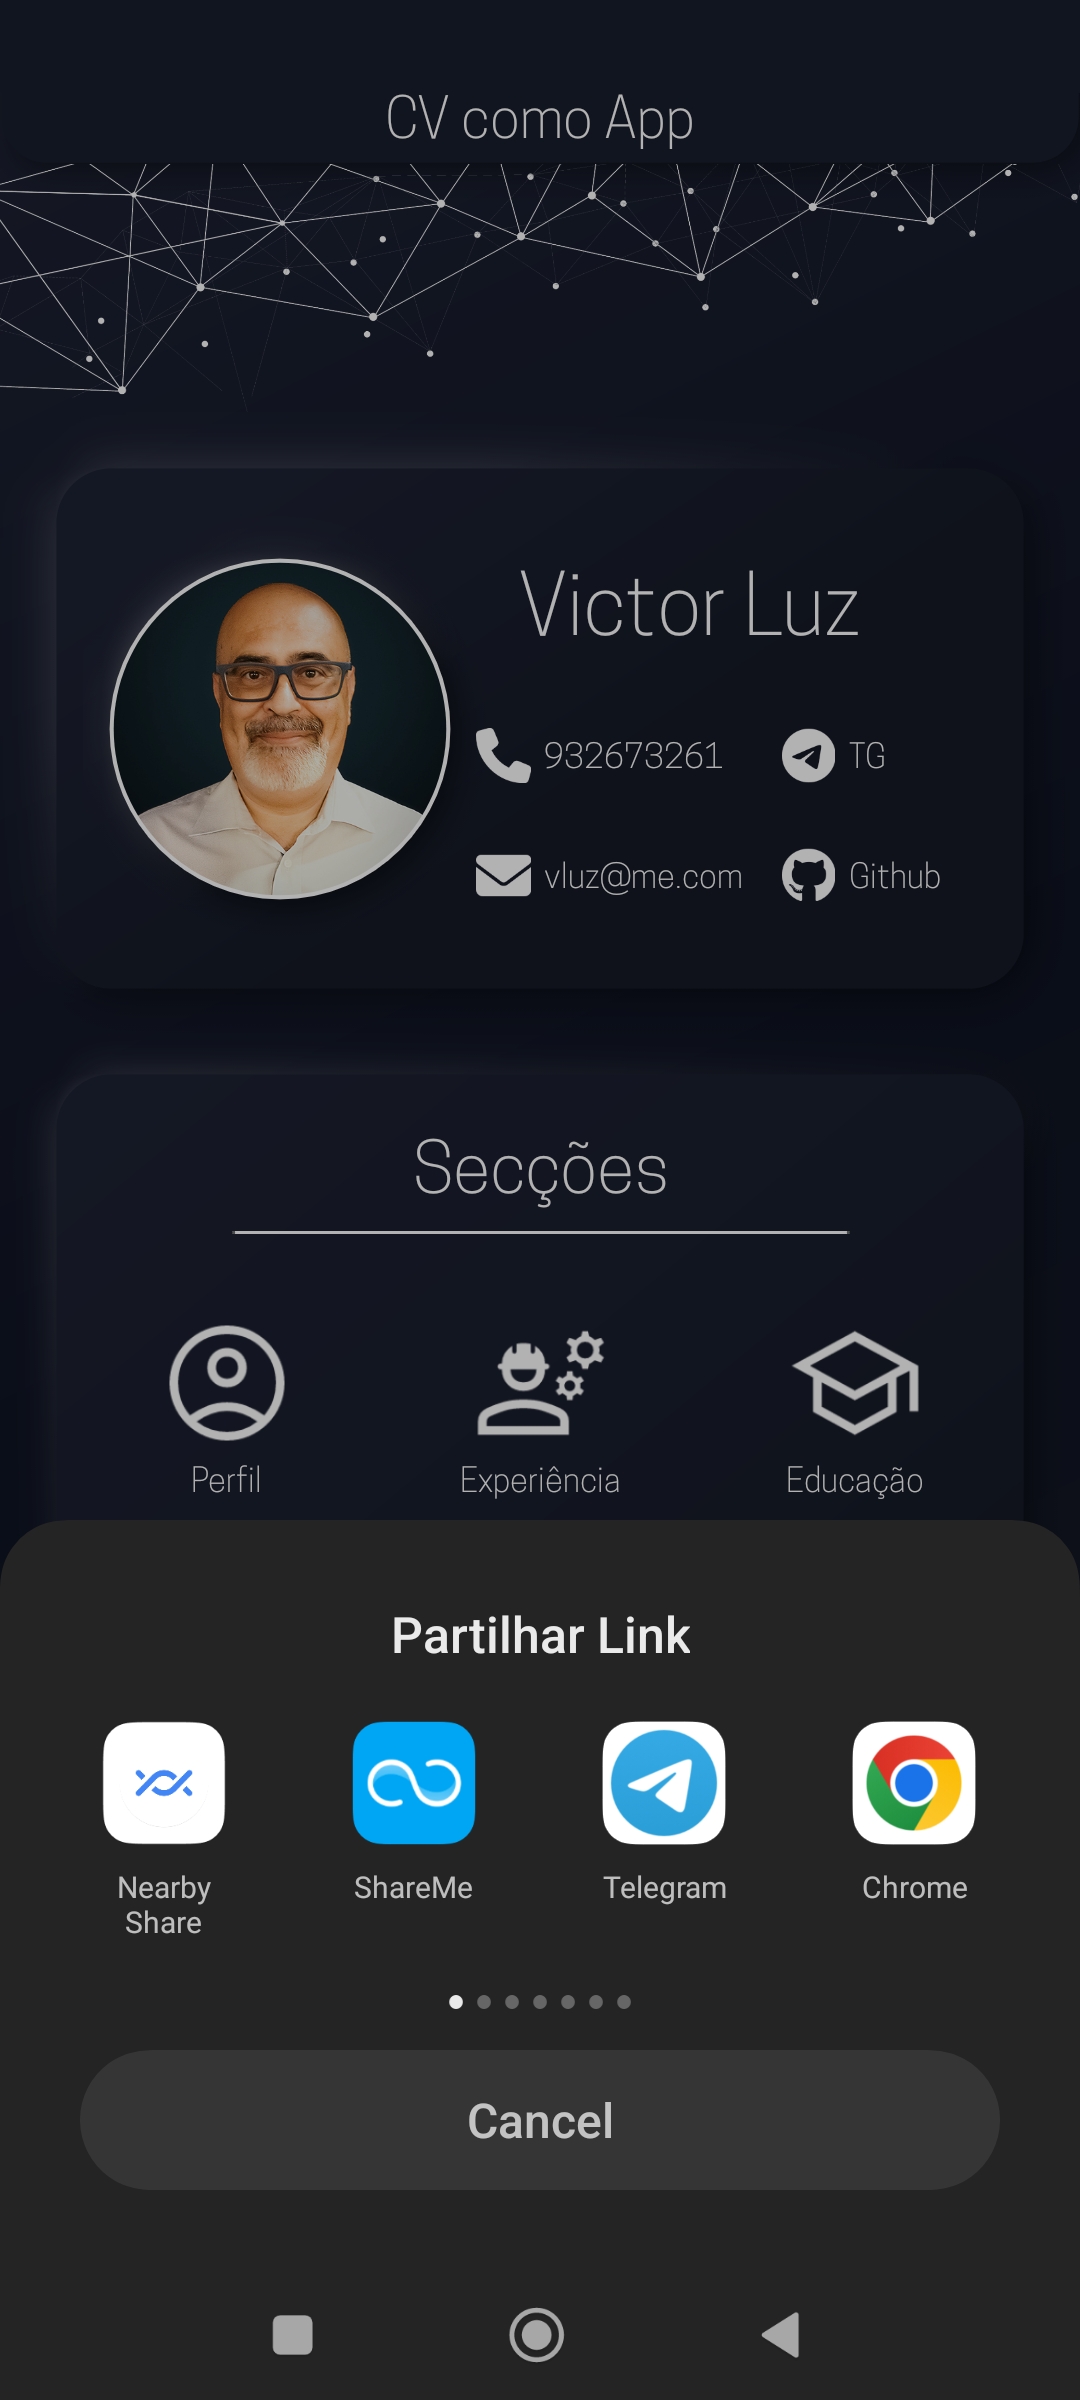 CV como App
Victor Luz
932673261
TG
vluz@me.com
Github
Secções
Perfil
Experiência
Educação
Partilhar Link
Nearby
Share
ShareMe
Telegram
Chrome
Cancel